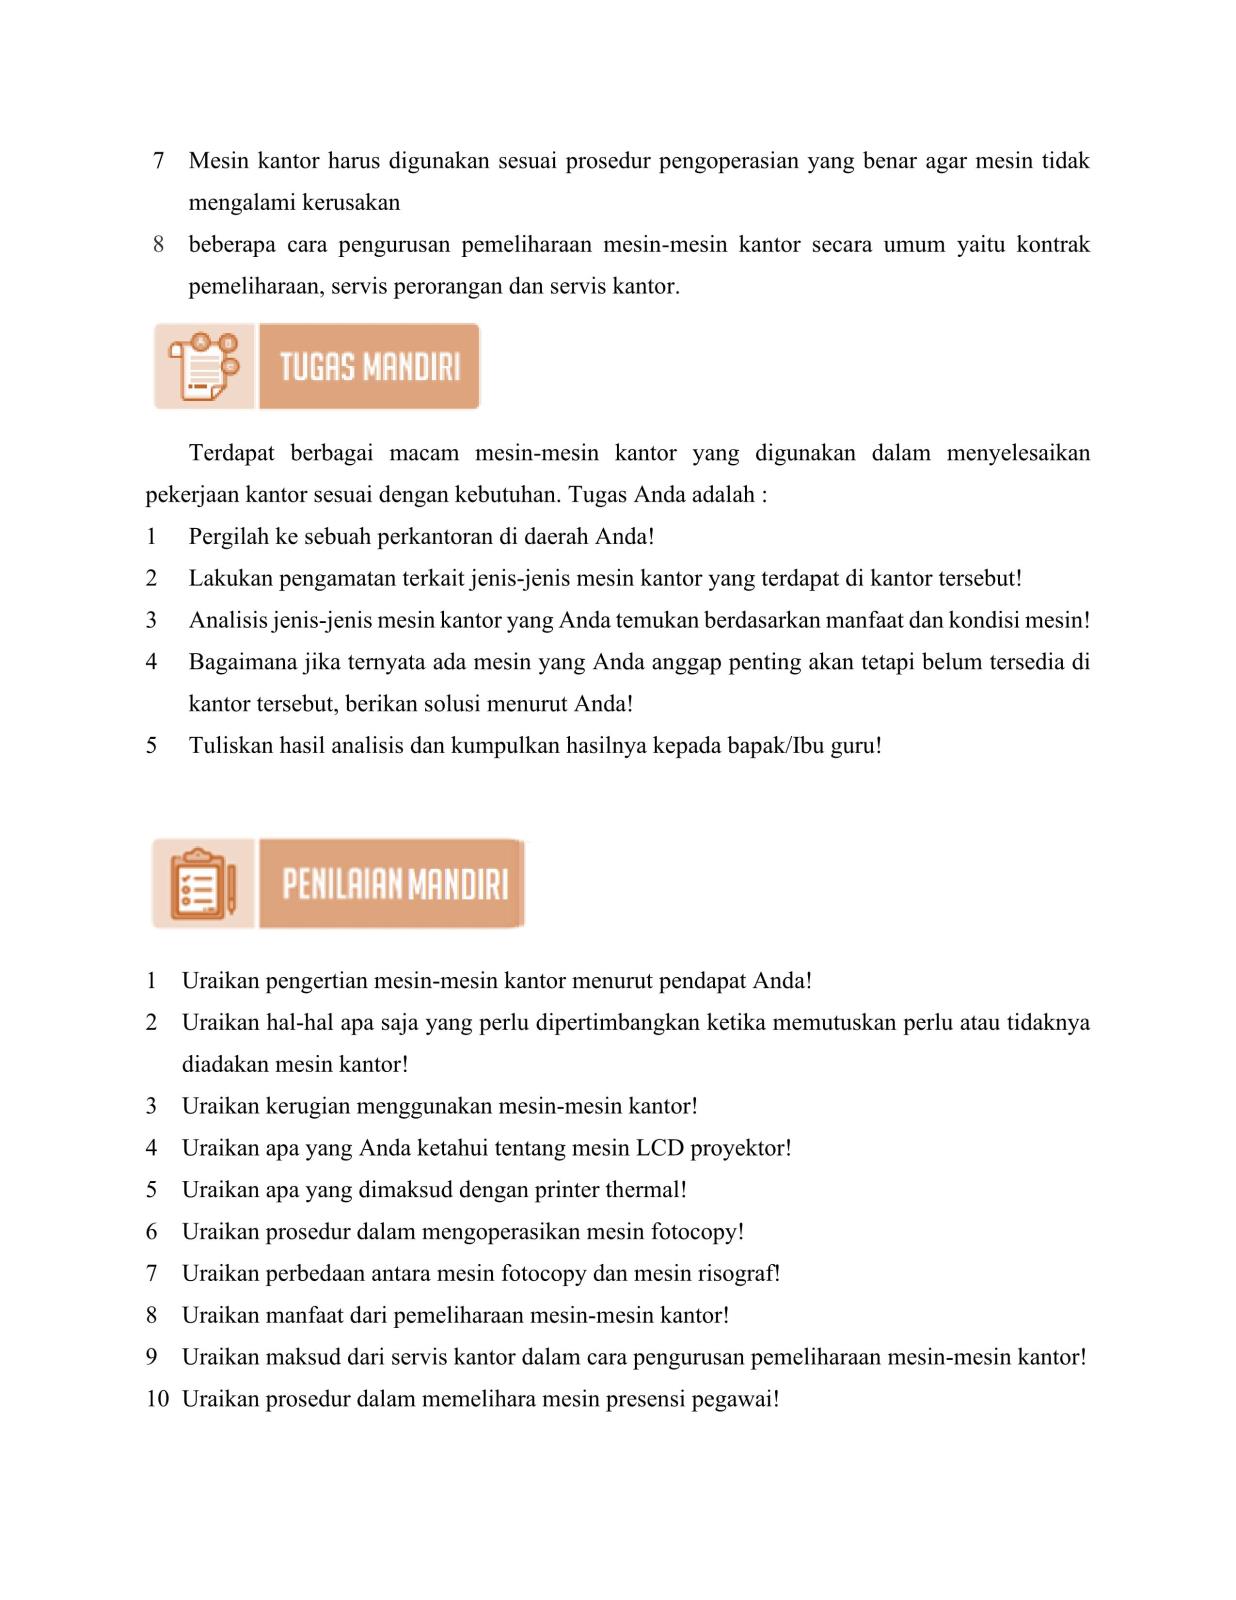 7 Mesin kantor harus digunakan sesuai prosedur pengoperasian yang benar agar mesin tidak
mengalami kerusakan
8 beberapa cara pengurusan pemeliharaan mesin-mesin kantor secara umum yaitu kontrak
pemeliharaan, servis perorangan dan servis kantor.
TUGAS MANDIRI
Terdapat berbagai macam mesin-mesin kantor yang digunakan dalam menyelesaikan
pekerjaan kantor sesuai dengan kebutuhan. Tugas Anda adalah :
1 Pergilah ke sebuah perkantoran di daerah Anda!
2 Lakukan pengamatan terkait jenis-jenis mesin kantor yang terdapat di kantor tersebut!
3 Analisis jenis-jenis mesin kantor yang Anda temukan berdasarkan manfaat dan kondisi mesin!
4 Bagaimana jika ternyata ada mesin yang Anda anggap penting akan tetapi belum tersedia di
kantor tersebut, berikan solusi menurut Anda!
5 Tuliskan hasil analisis dan kumpulkan hasilnya kepada bapak/Ibu guru!
PENILAIAN MANDIRI
1 Uraikan pengertian mesin-mesin kantor menurut pendapat Anda!
2 Uraikan hal-hal apa saja yang perlu dipertimbangkan ketika memutuskan perlu atau tidaknya
diadakan mesin kantor!
3 Uraikan kerugian menggunakan mesin-mesin kantor!
4 Uraikan apa yang Anda ketahui tentang mesin LCD proyektor!
5 Uraikan apa yang dimaksud dengan printer thermal!
6 Uraikan prosedur dalam mengoperasikan mesin fotocopy!
7 Uraikan perbedaan antara mesin fotocopy dan mesin risograf!
8 Uraikan manfaat dari pemeliharaan mesin-mesin kantor!
9 Uraikan maksud dari servis kantor dalam cara pengurusan pemeliharaan mesin-mesin kantor!
10 Uraikan prosedur dalam memelihara mesin presensi pegawai!